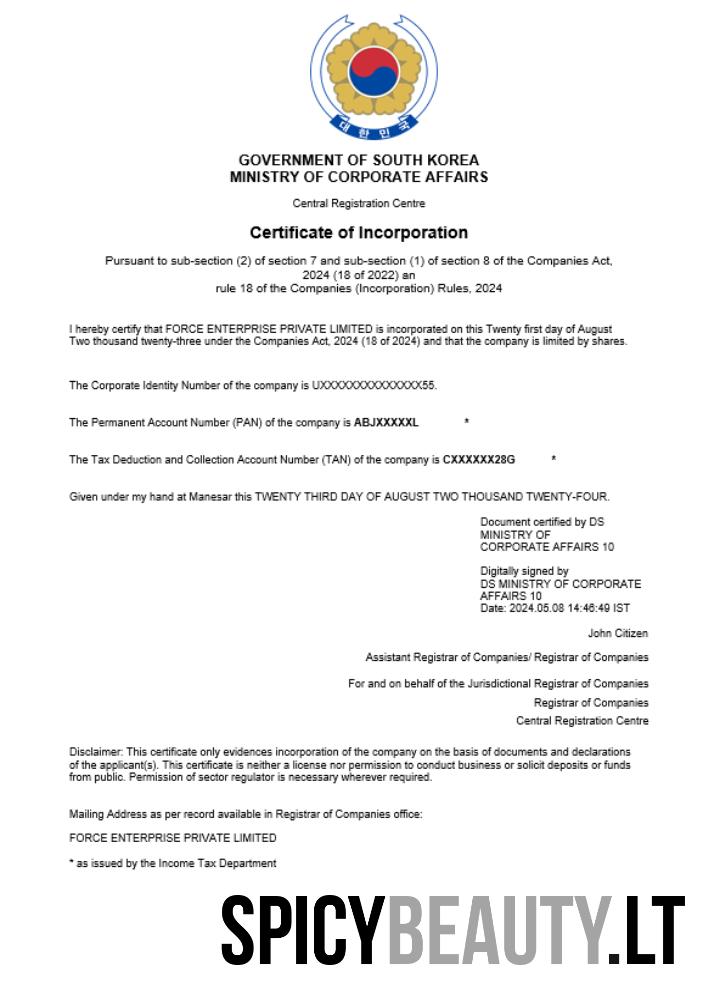 대한민국
GOVERNMENT OF SOUTH KOREA
MINISTRY OF CORPORATE AFFAIRS
Central Registration Centre
Certificate of Incorporation
Pursuant to sub-section (2) of section 7 and sub-section (1) of section 8 of the Companies Act,
2024 (18 of 2022) an
rule 18 of the Companies (Incorporation) Rules, 2024
I hereby certify that FORCE ENTERPRISE PRIVATE LIMITED is incorporated on this Twenty first day of August
Two thousand twenty-three under the Companies Act, 2024 (18 of 2024) and that the company is limited by shares.
The Corporate Identity Number of the company is UXXXXXXXXXXXXXXX55.
The Permanent Account Number (PAN) of the company is ABJXXXXXL *
The Tax Deduction and Collection Account Number (TAN) of the company is CXXXXXX28G *
Given under my hand at Manesar this TWENTY THIRD DAY OF AUGUST TWO THOUSAND TWENTY-FOUR.
Document certified by DS
MINISTRY OF
CORPORATE AFFAIRS 10
Digitally signed by
DS MINISTRY OF CORPORATE
AFFAIRS 10
Date: 2024.05.08 14:46:49 IST
John Citizen
Assistant Registrar of Companies/ Registrar of Companies
For and on behalf of the Jurisdictional Registrar of Companies
Registrar of Companies
Central Registration Centre
Disclaimer: This certificate only evidences incorporation of the company on the basis of documents and declarations
of the applicant(s). This certificate is neither a license nor permission to conduct business or solicit deposits or funds
from public. Permission of sector regulator is necessary wherever required.
Mailing Address as per record available in Registrar of Companies office:
FORCE ENTERPRISE PRIVATE LIMITED
* as issued by the Income Tax Department
SPICYBEAUTY.LT